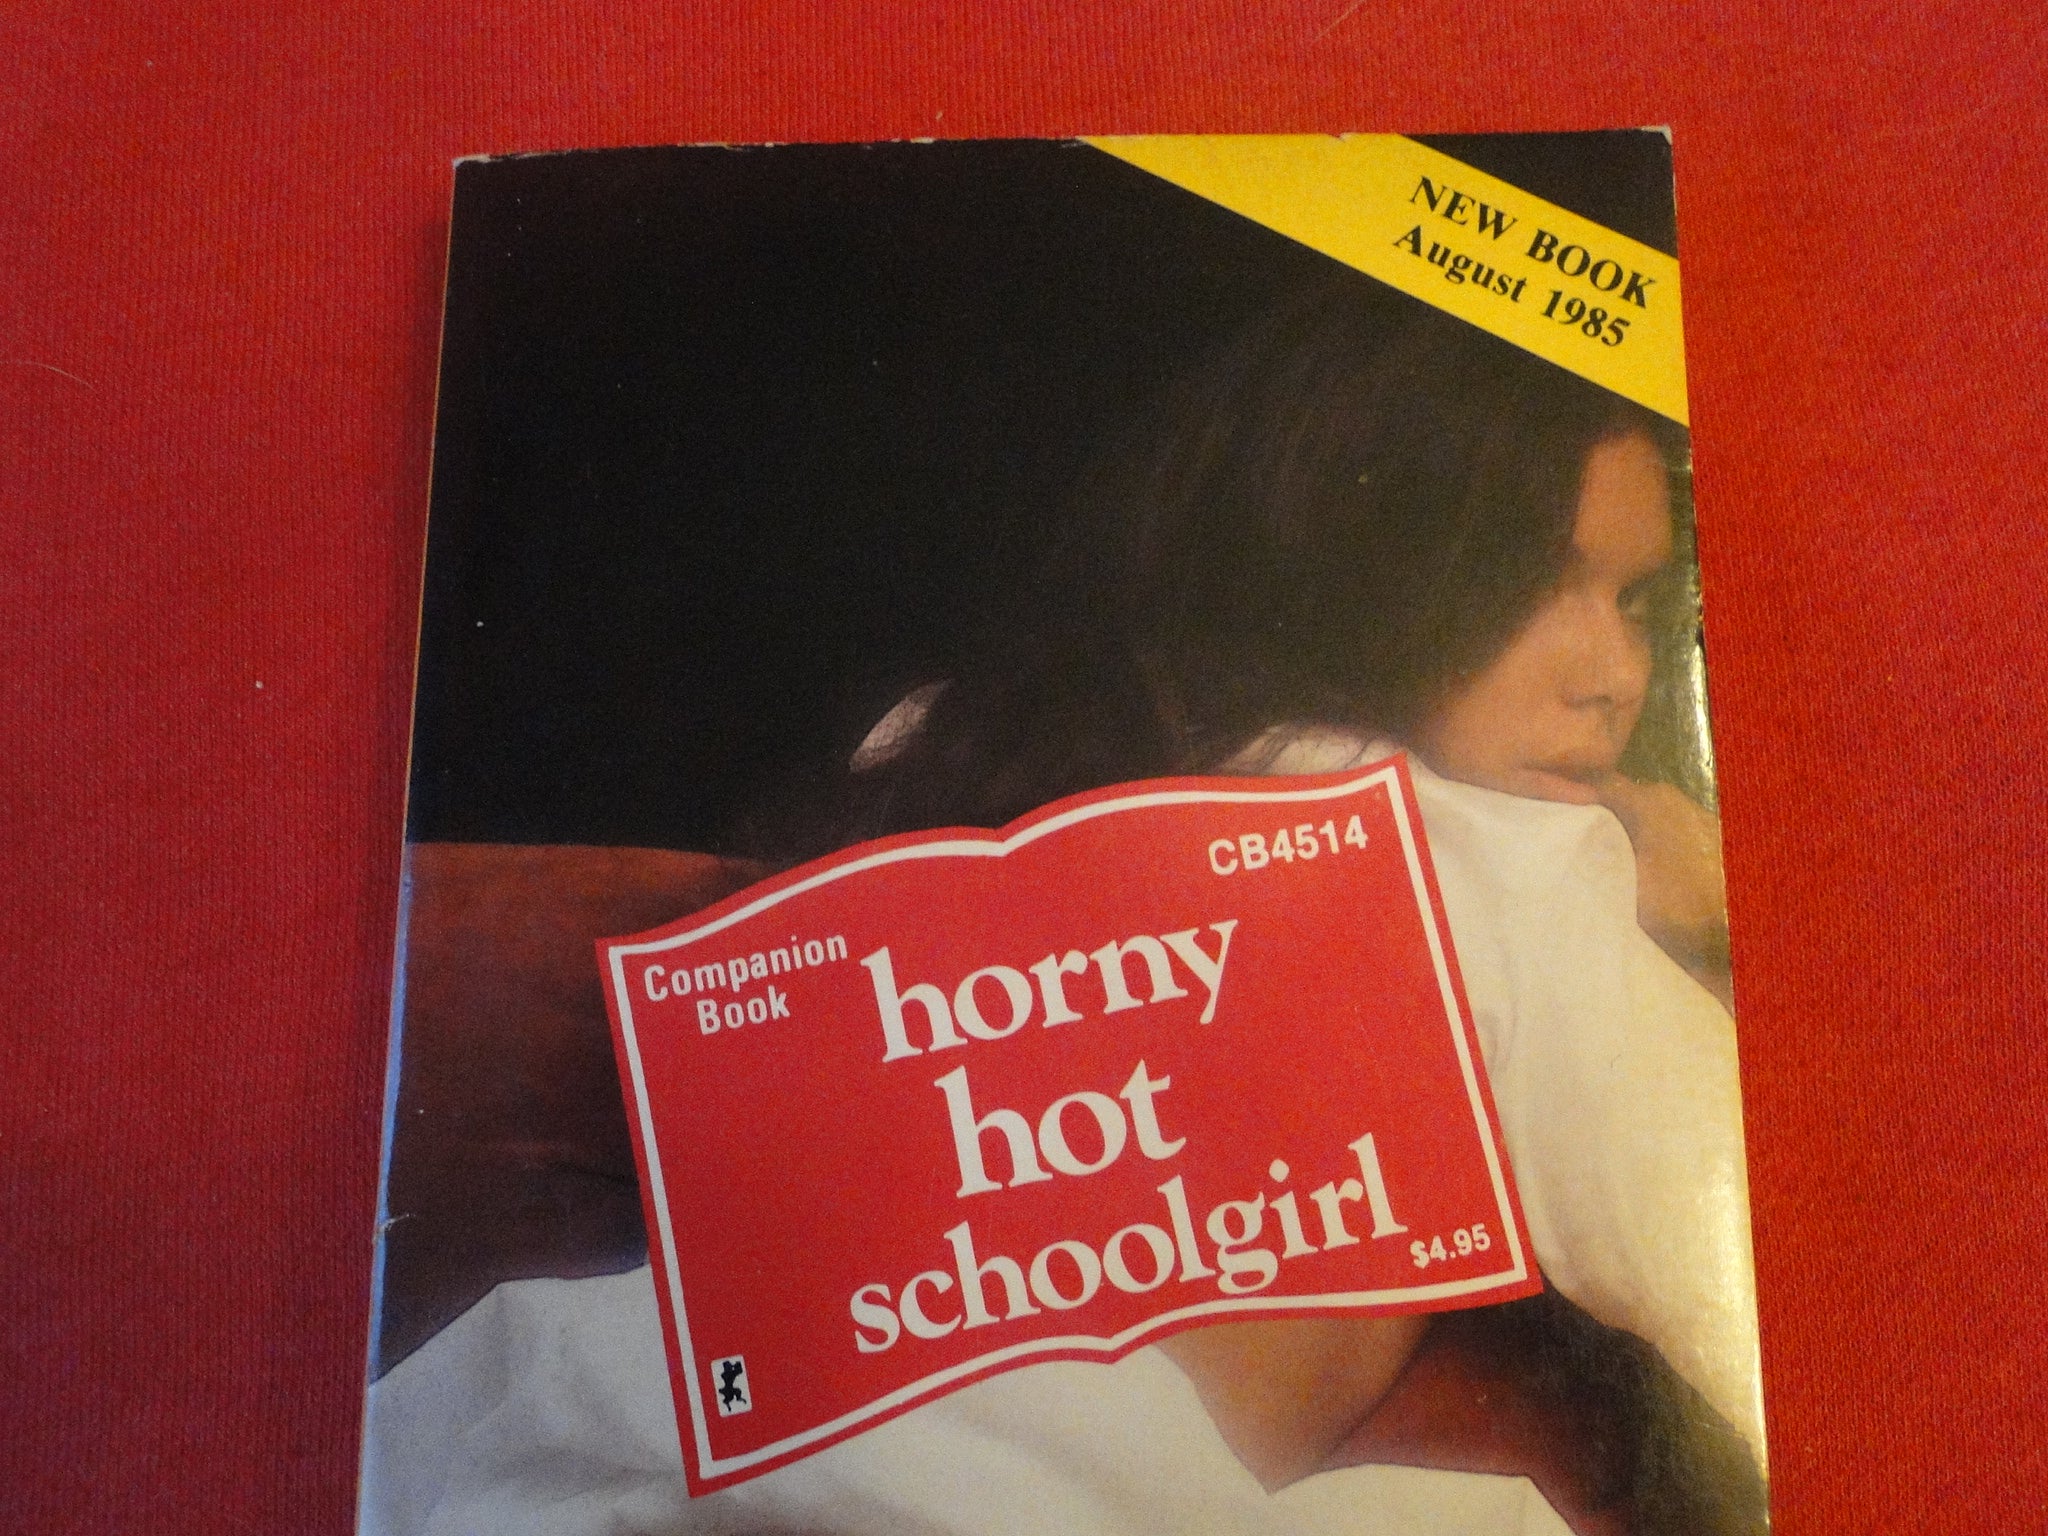 NEW BOOK
August 1985
CB4514
Companion
Book
horny
hot
schoolgirl
$4.95